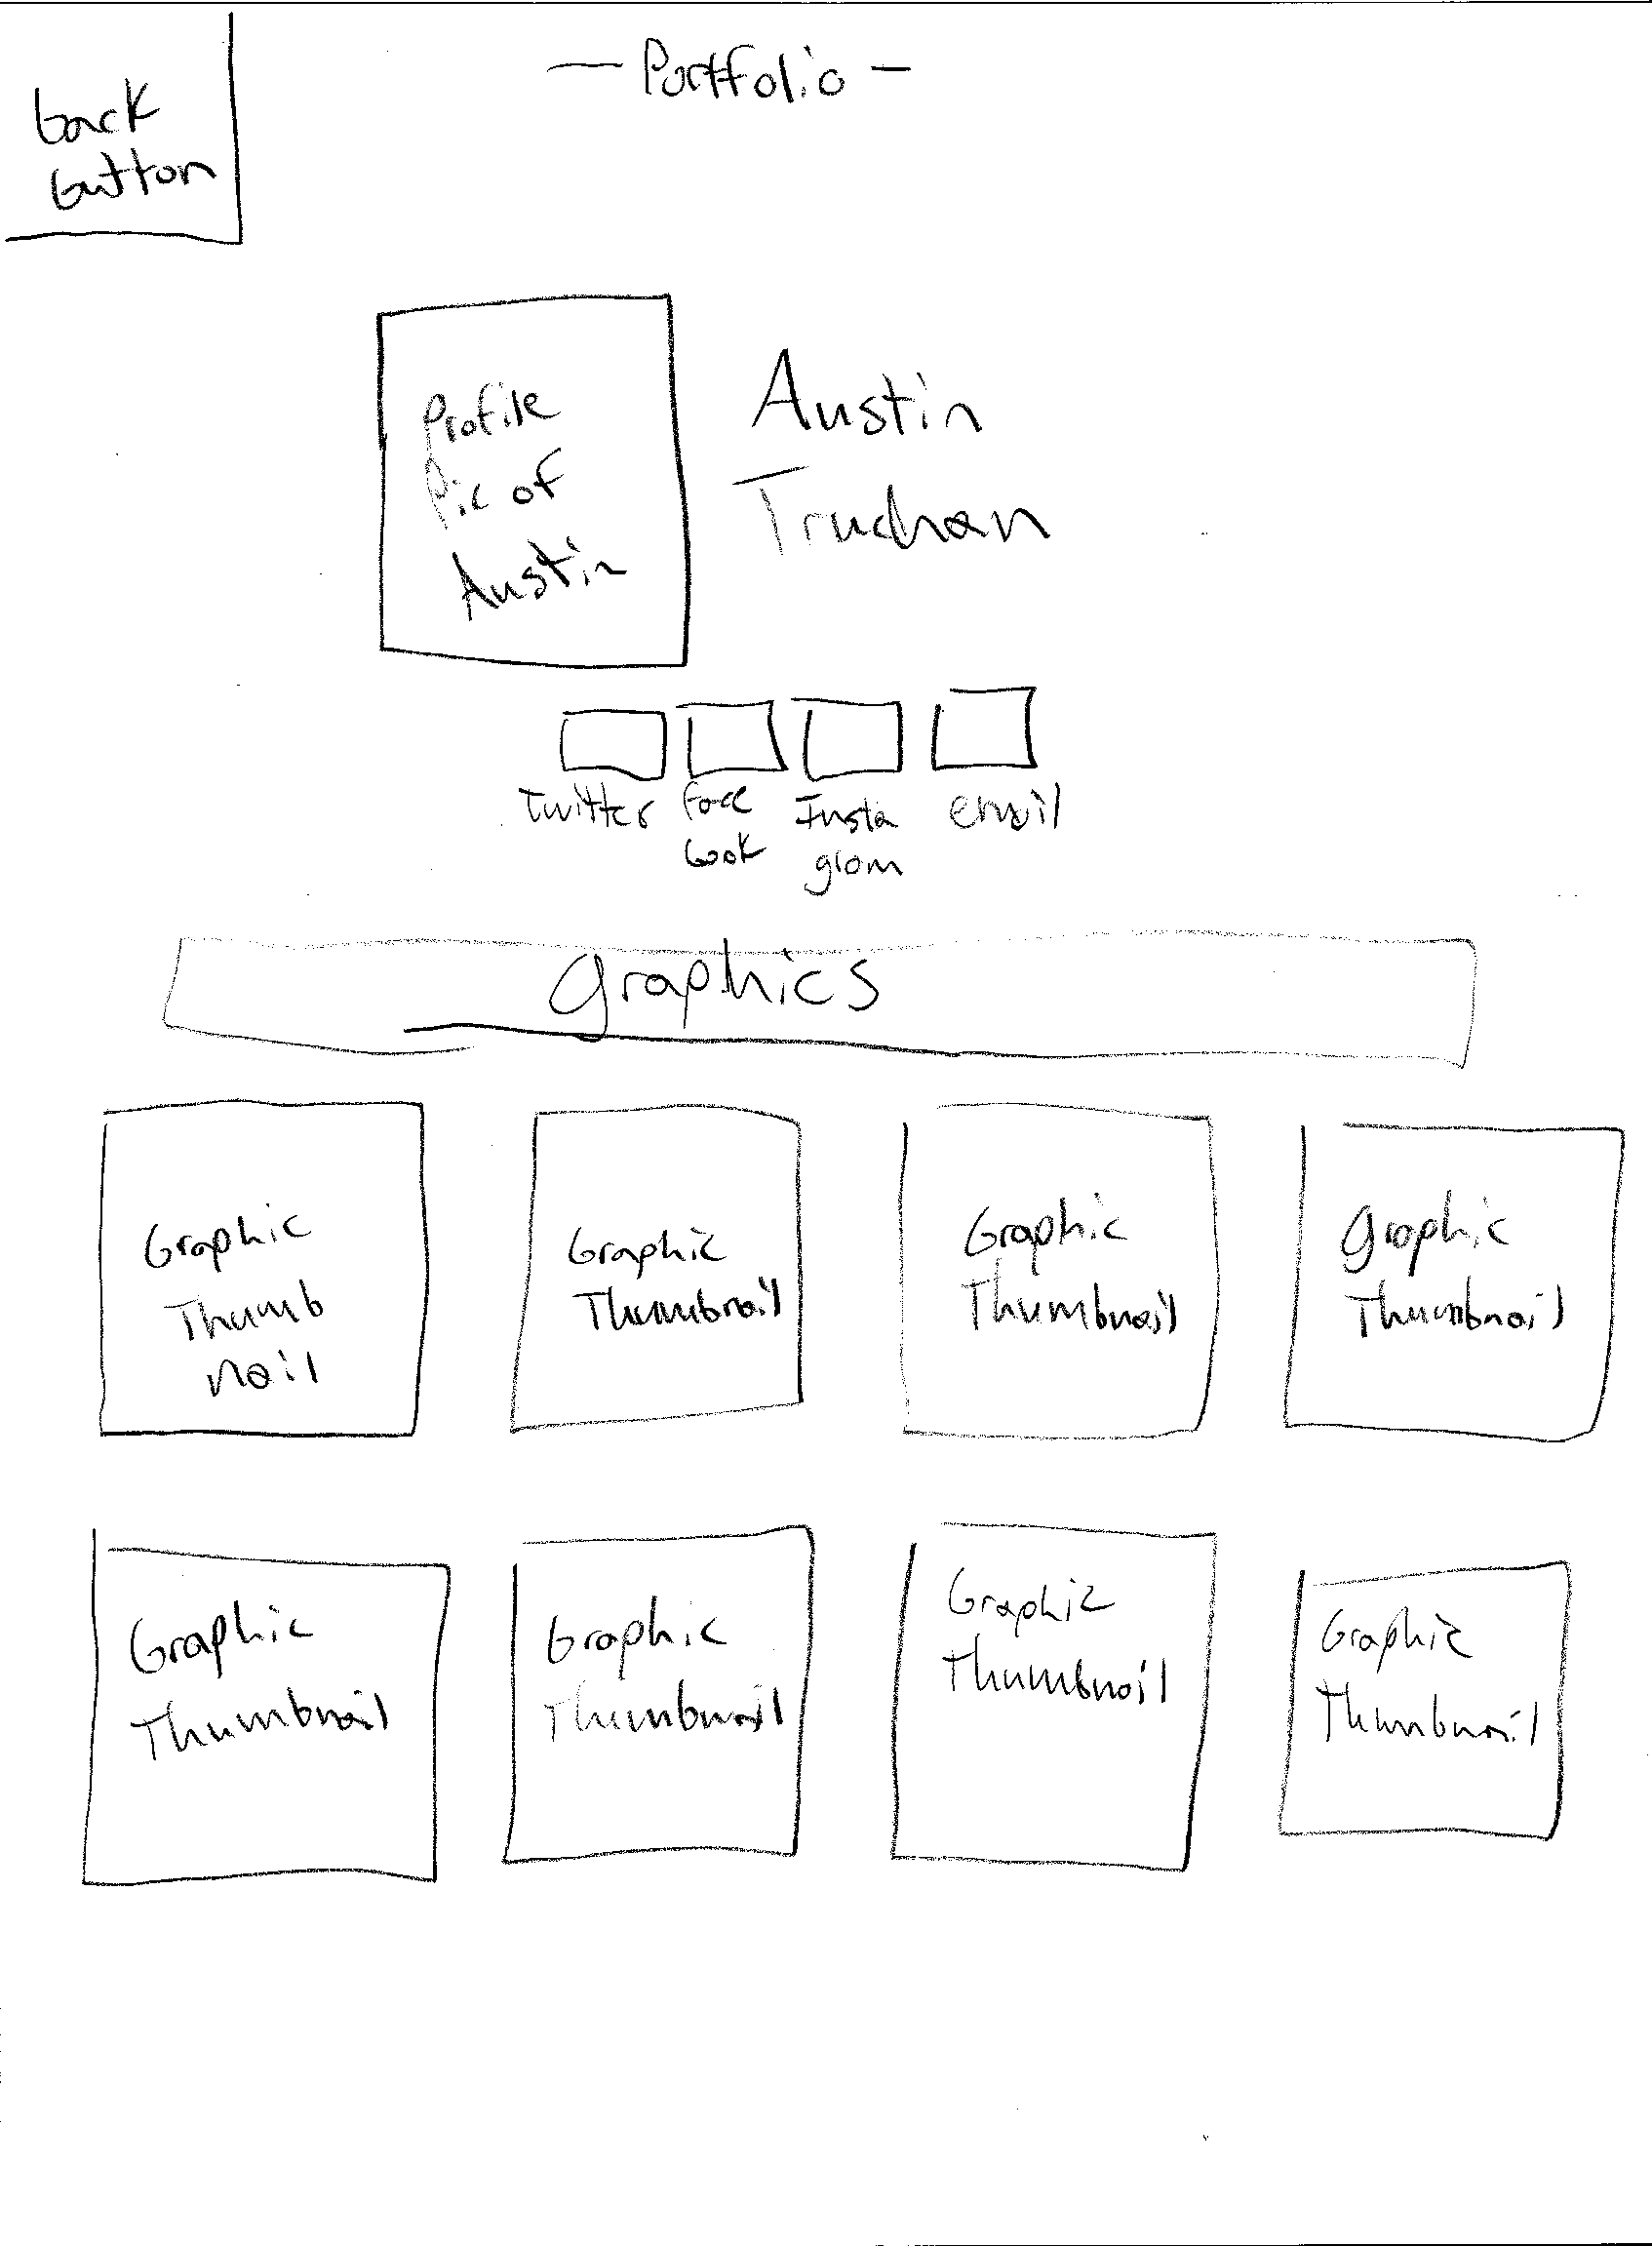 back
button
- Portfolio -
Profile
Pic of
Austin
Austin
Truchan
Twitter
Face
book
Insta
gram
email
Graphics
Graphic
Thumb
nail
Graphic
Thumbnail
Graphic
Thumbnail
Graphic
Thumbnail
Graphic
Thumbnail
Graphic
Thumbnail
Graphic
Thumbnail
Graphic
Thumbnail